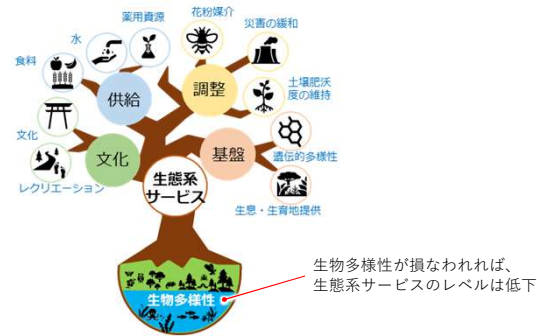 薬用資源
花粉媒介
災害の緩和
水
食料
供給
調整
土壌肥沃
度の維持
文化
文化
基盤
遺伝的多様性
レクリエーション
生態系
サービス
生息・生育地提供
生物多様性
生物多様性が損なわれれば、
生態系サービスのレベルは低下